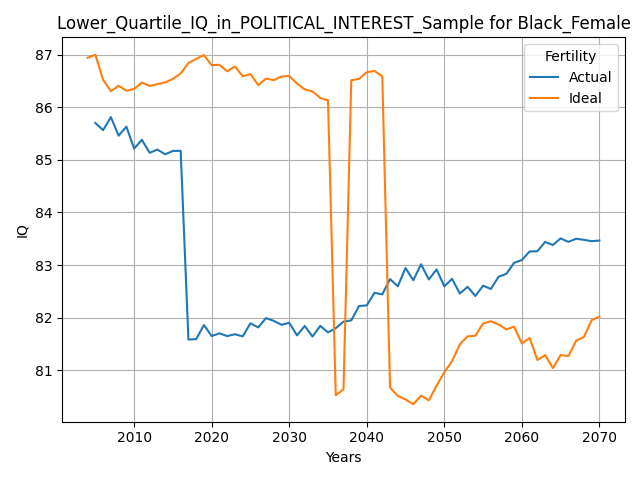 Lower_Quartile_IQ_in_POLITICAL_INTEREST_Sample for Black_Female
Fertility
Actual
Ideal
87
86
85
84
83
82
81
IQ
2010 2020 2030 2040 2050 2060 2070
Years